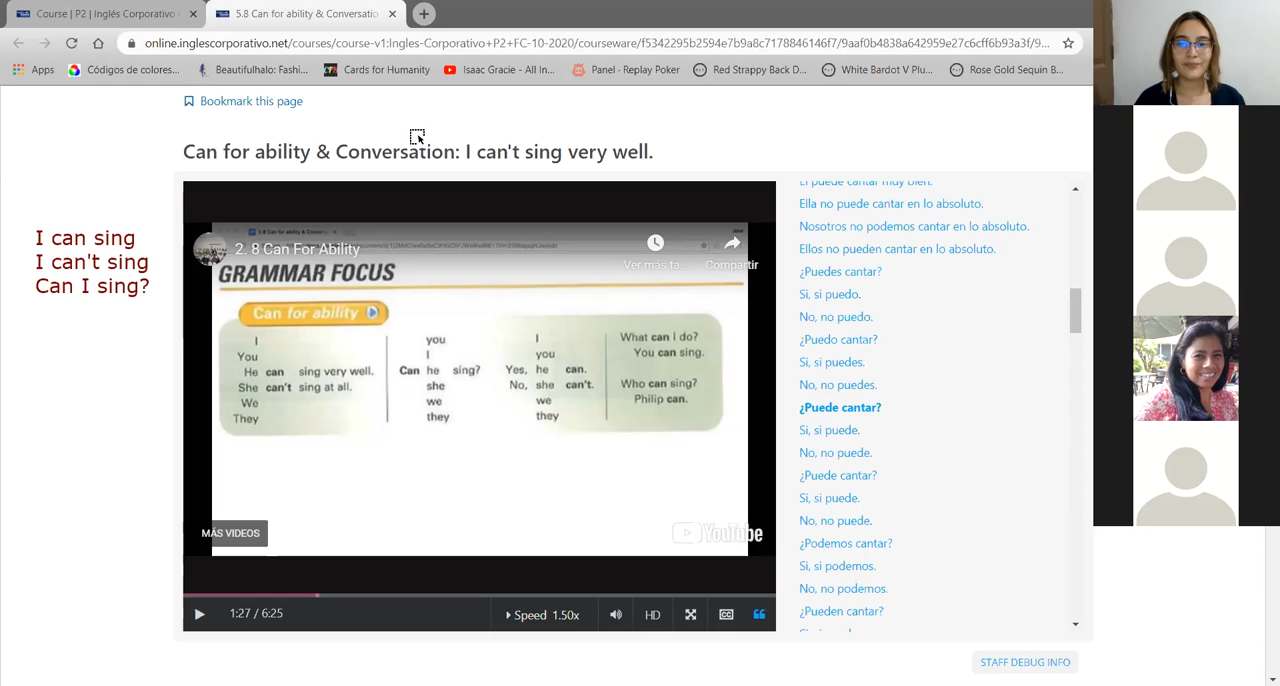 Course | P2 | Inglés Corporativo
5.8 Can for ability & Conversatio
online.inglescorporativo.net/courses/course-v1:Ingles-Corporativo+P2+FC-10-2020/courseware/f5342295b2594e7b9a8c7178846146f7/9aaf0b4838a642959e27c6cff6b93a3f/9...
Apps
Códigos de colores...
Beautifulhalo: Fashi...
Cards for Humanity
Isaac Gracie - All In...
Panel · Replay Poker
Red Strappy Back D...
White Bardot V Plu...
Rose Gold Sequin B...
Bookmark this page
Can for ability & Conversation: I can't sing very well.
I can sing
I can't sing
Can I sing?
2. 8 Can For Ability
Ver más ta...
Compartir
GRAMMAR FOCUS
Can for ability
I
You
He can sing very well.
She can't sing at all.
We
They
you
I
Can he sing?
she
we
they
I
you
Yes, he can.
No, she can't.
we
they
What can I do?
You can sing.
Who can sing?
Philip can.
MÁS VIDEOS
YouTube
1:27 / 6:25
Speed 1.50x
HD
CC
Él puede cantar muy bien.
Ella no puede cantar en lo absoluto.
Nosotros no podemos cantar en lo absoluto.
Ellos no pueden cantar en lo absoluto.
¿Puedes cantar?
Si, si puedo.
No, no puedo.
¿Puedo cantar?
Si, si puedes.
No, no puedes.
¿Puede cantar?
Si, si puede.
No, no puede.
¿Puede cantar?
Si, si puede.
No, no puede.
¿Podemos cantar?
Si, si podemos.
No, no podemos.
¿Pueden cantar?
STAFF DEBUG INFO